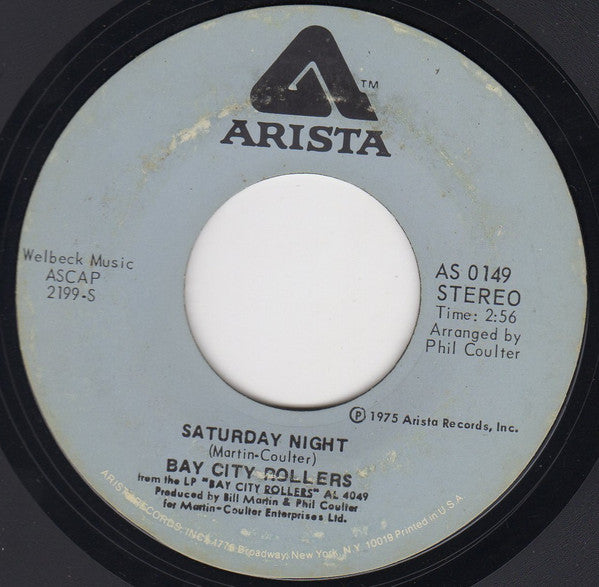 TM
ARISTA
Welbeck Music
ASCAP
2199-S
AS 0149
STEREO
Time: 2:56
Arranged by
Phil Coulter
℗ 1975 Arista Records, Inc.
SATURDAY NIGHT
(Martin-Coulter)
BAY CITY ROLLERS
from the LP "BAY CITY ROLLERS" AL 4049
Produced by Bill Martin & Phil Coulter
for Martin-Coulter Enterprises Ltd.
ARISTA RECORDS, INC., 1776 Broadway, New York, N.Y. 10019 Printed in U.S.A.